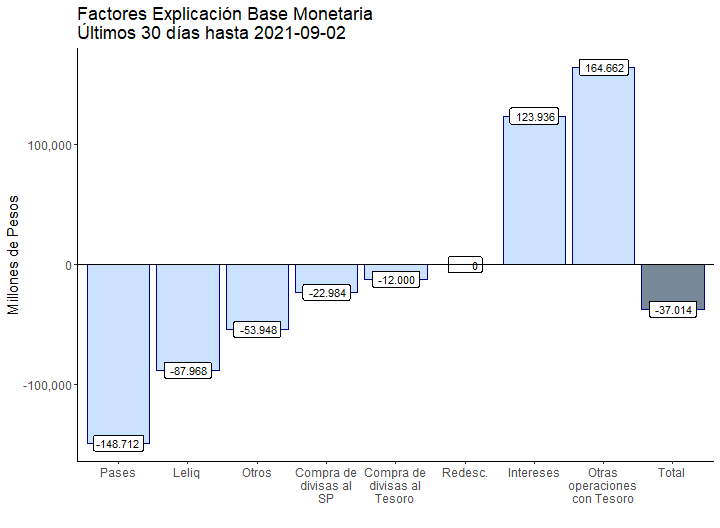 Factores Explicación Base Monetaria
Últimos 30 días hasta 2021-09-02
Millones de Pesos
100,000
0
-100,000
-148.712
-87.968
-53.948
-22.984
-12.000
0
123.936
164.662
-37.014
Pases
Leliq
Otros
Compra de
divisas al
SP
Compra de
divisas al
Tesoro
Redesc.
Intereses
Otras
operaciones
con Tesoro
Total